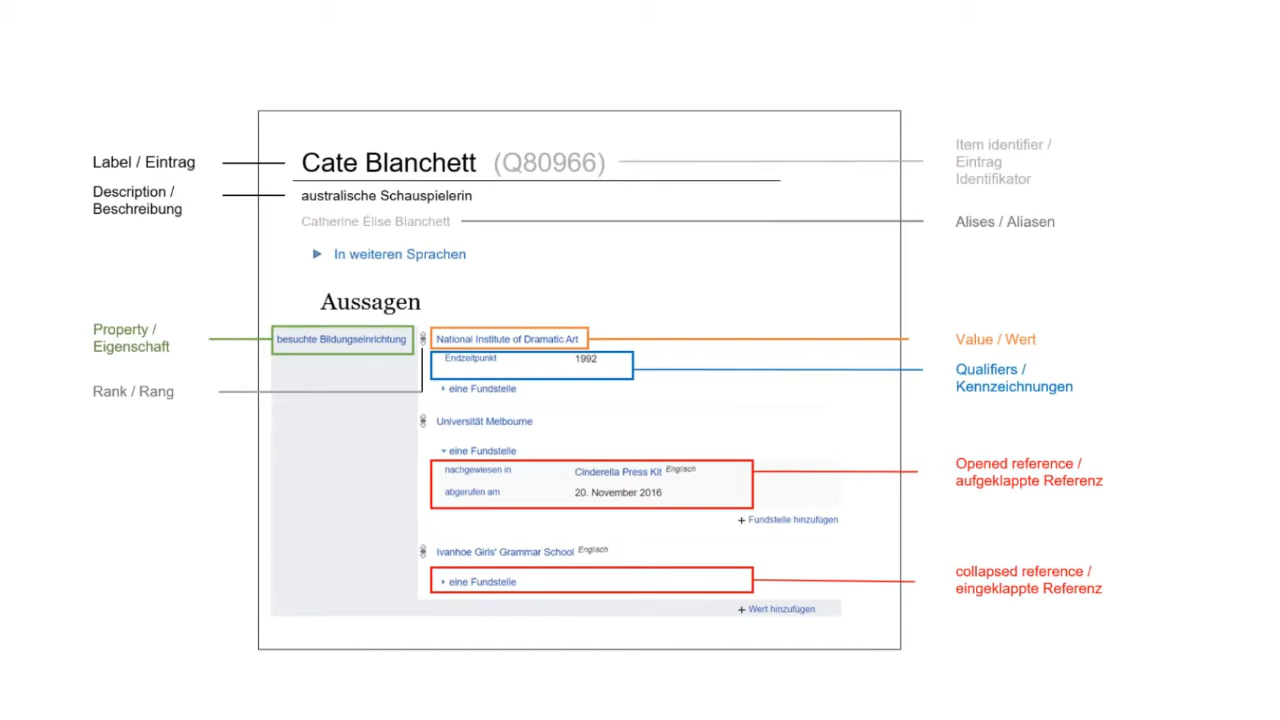 Label / Eintrag
Cate Blanchett (Q80966)
Item identifier /
Eintrag
Identifikator
Description /
Beschreibung
australische Schauspielerin
Catherine Élise Blanchett
Alises / Aliasen
In weiteren Sprachen
Aussagen
Property /
Eigenschaft
besuchte Bildungseinrichtung
National Institute of Dramatic Art
Value / Wert
Endzeitpunkt 1992
Qualifiers /
Kennzeichnungen
Rank / Rang
eine Fundstelle
Universität Melbourne
eine Fundstelle
nachgewiesen in Cinderella Press Kit Englisch
abgerufen am 20. November 2016
Opened reference /
aufgeklappte Referenz
+ Fundstelle hinzufügen
Ivanhoe Girls' Grammar School Englisch
eine Fundstelle
collapsed reference /
eingeklappte Referenz
+ Wert hinzufügen